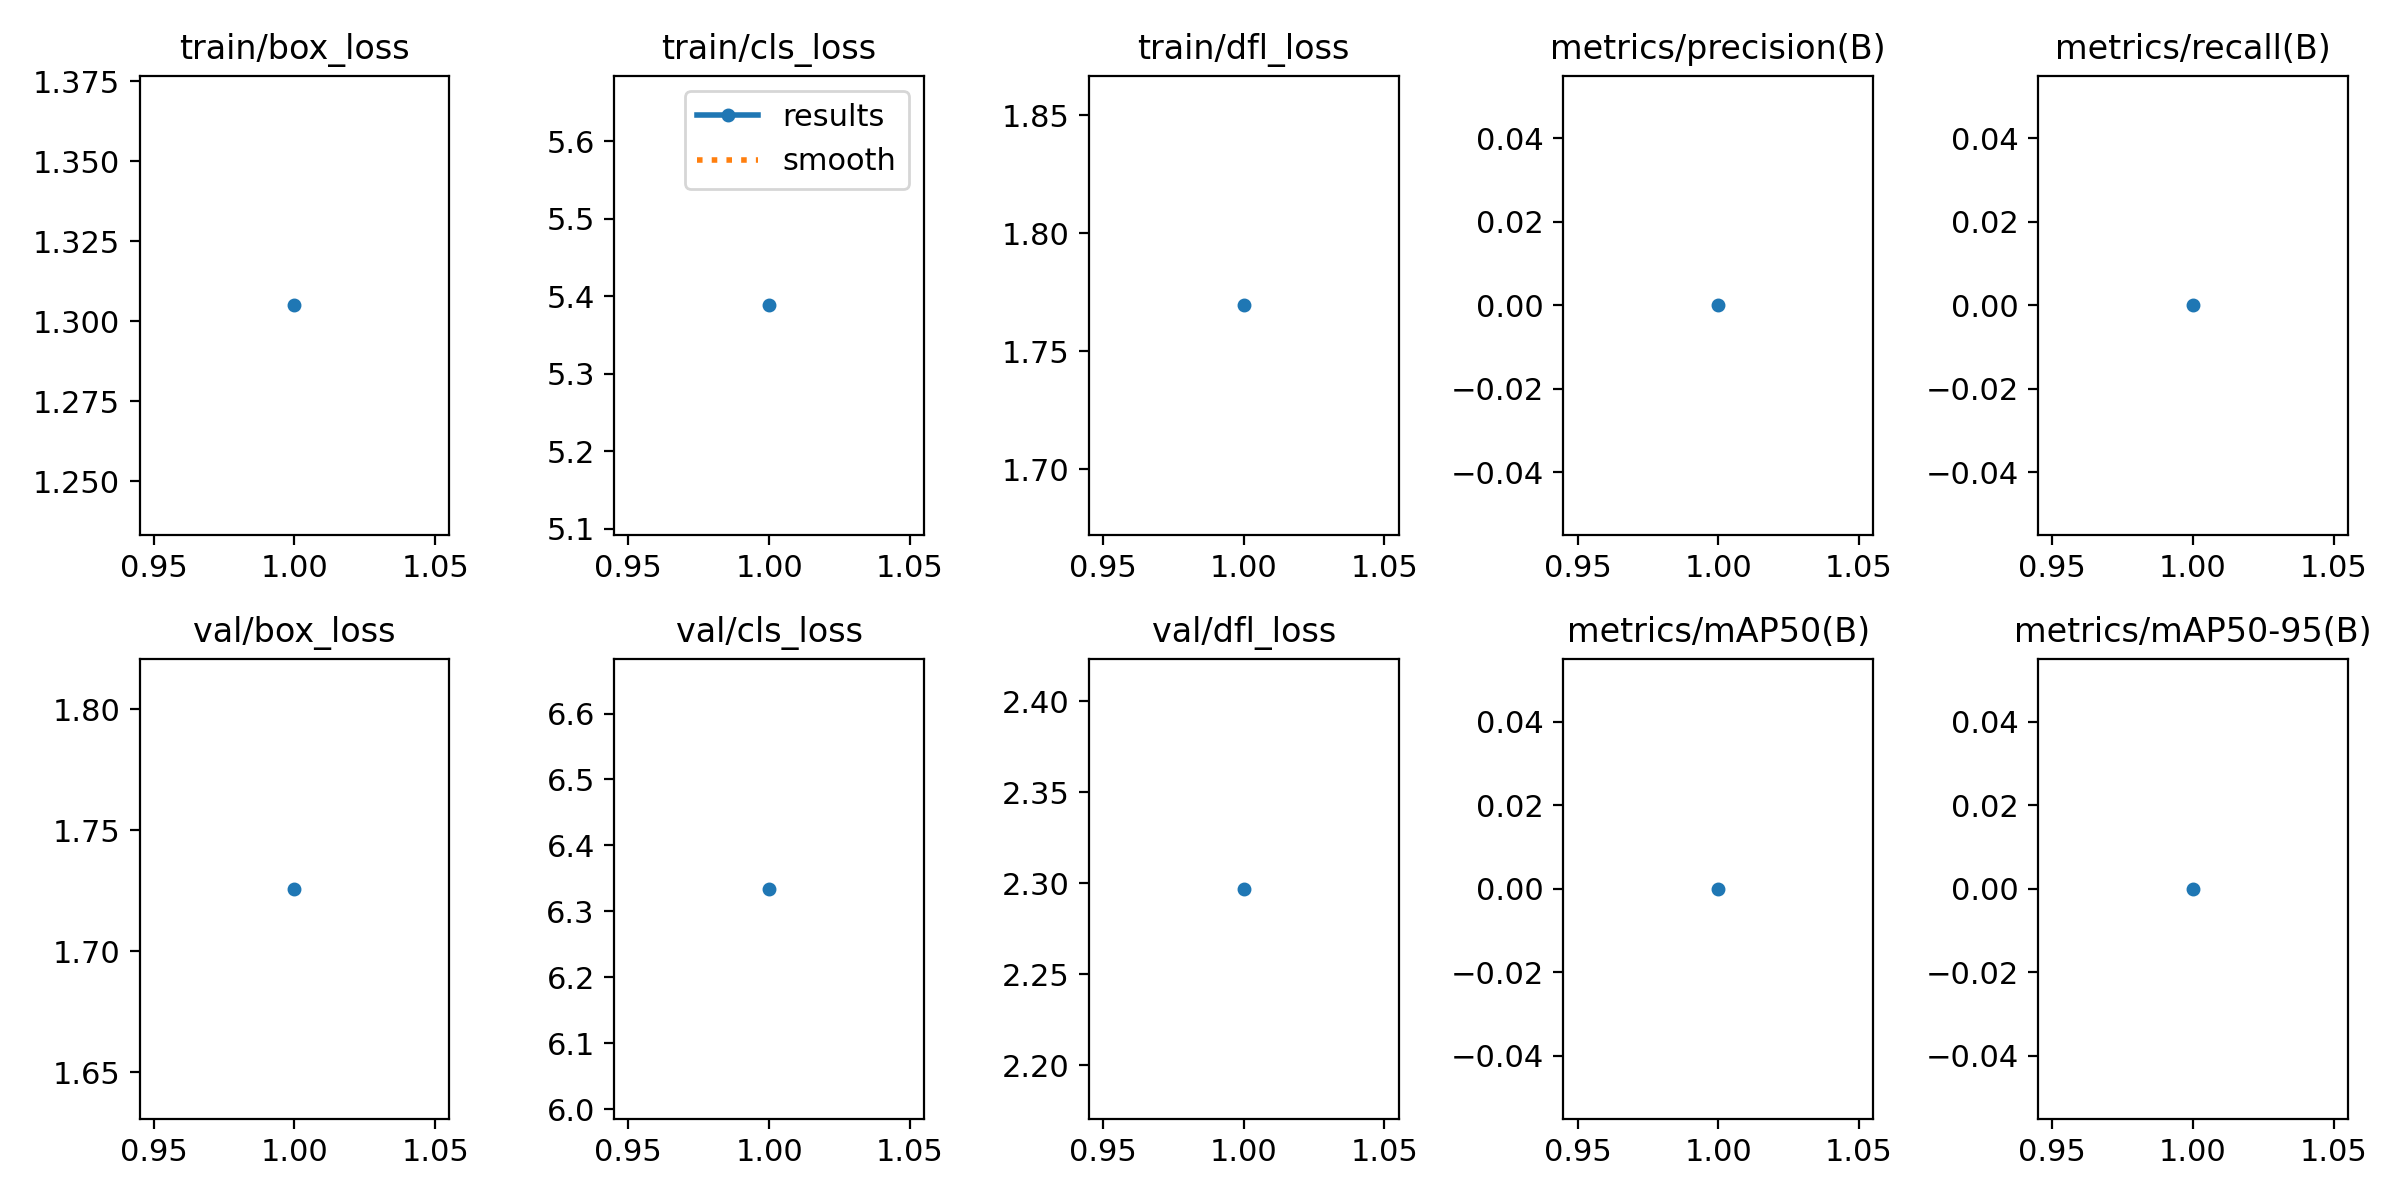 train/box_loss
1.375
1.350
1.325
1.300
1.275
1.250
0.95 1.00 1.05
train/cls_loss
results
smooth
5.6
5.5
5.4
5.3
5.2
5.1
0.95 1.00 1.05
train/dfl_loss
1.85
1.80
1.75
1.70
0.95 1.00 1.05
metrics/precision(B)
0.04
0.02
0.00
−0.02
−0.04
0.95 1.00 1.05
metrics/recall(B)
0.04
0.02
0.00
−0.02
−0.04
0.95 1.00 1.05
val/box_loss
1.80
1.75
1.70
1.65
0.95 1.00 1.05
val/cls_loss
6.6
6.5
6.4
6.3
6.2
6.1
6.0
0.95 1.00 1.05
val/dfl_loss
2.40
2.35
2.30
2.25
2.20
0.95 1.00 1.05
metrics/mAP50(B)
0.04
0.02
0.00
−0.02
−0.04
0.95 1.00 1.05
metrics/mAP50-95(B)
0.04
0.02
0.00
−0.02
−0.04
0.95 1.00 1.05